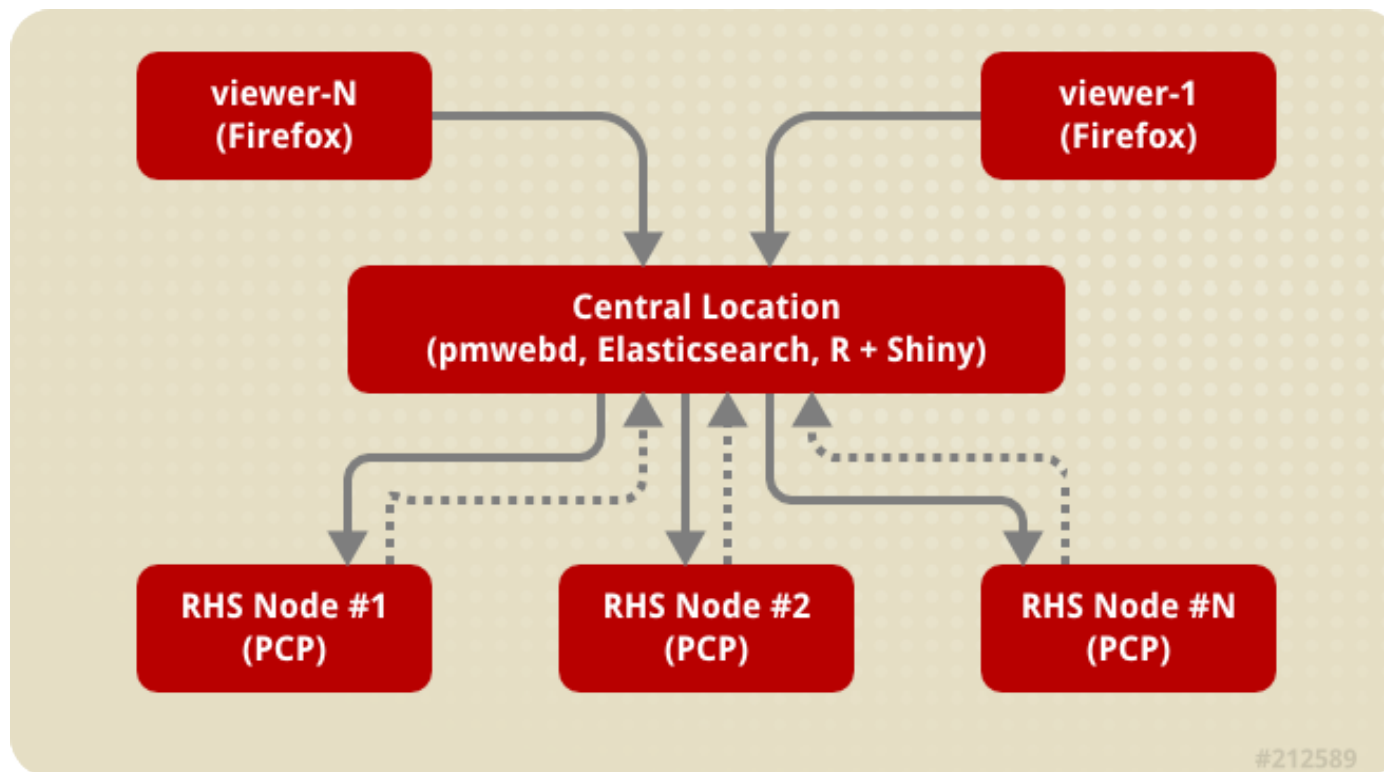 viewer-N
(Firefox)
viewer-1
(Firefox)
Central Location
(pmwebd, Elasticsearch, R + Shiny)
RHS Node #1
(PCP)
RHS Node #2
(PCP)
RHS Node #N
(PCP)
#212589